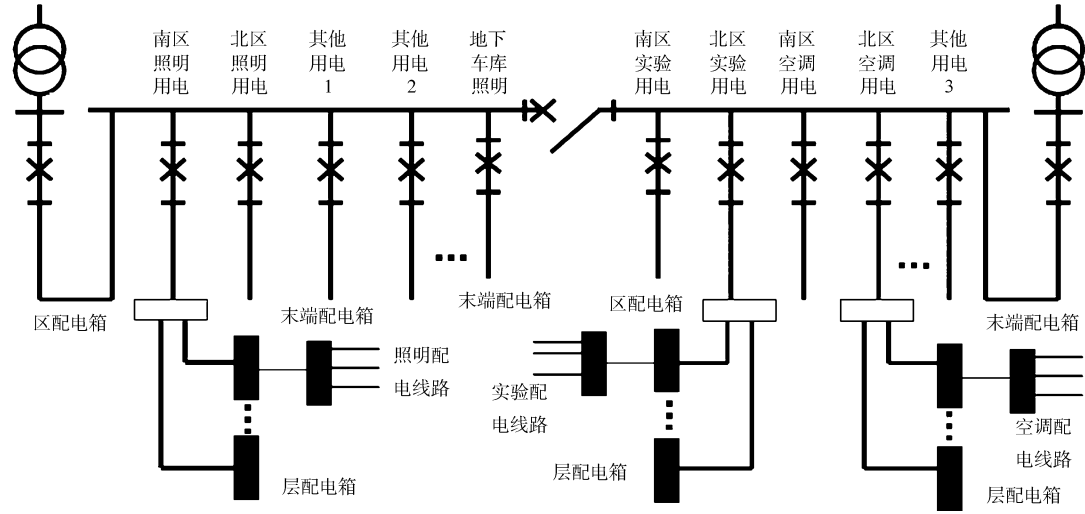 南区
照明
用电
北区
照明
用电
其他
用电
1
其他
用电
2
地下
车库
照明
南区
实验
用电
北区
实验
用电
南区
空调
用电
北区
空调
用电
其他
用电
3
区配电箱
末端配电箱
末端配电箱
区配电箱
末端配电箱
照明配
电线路
实验配
电线路
空调配
电线路
层配电箱
层配电箱
层配电箱